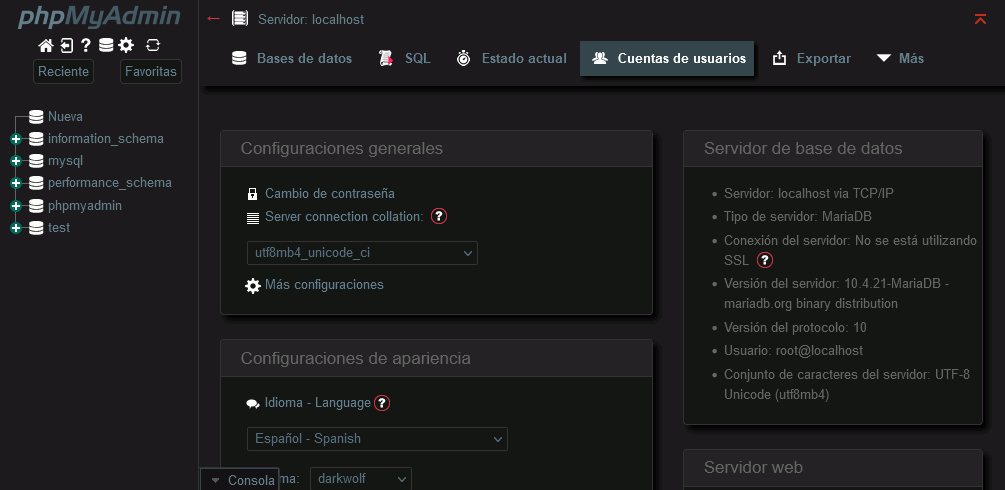 phpMyAdmin
Reciente
Favoritas
Nueva
information_schema
mysql
performance_schema
phpmyadmin
test
Servidor: localhost
Bases de datos
SQL
Estado actual
Cuentas de usuarios
Exportar
Más
Configuraciones generales
Cambio de contraseña
Server connection collation:
utf8mb4_unicode_ci
Más configuraciones
Configuraciones de apariencia
Idioma - Language
Español - Spanish
ma:
darkwolf
Consola
Servidor de base de datos
Servidor: localhost via TCP/IP
Tipo de servidor: MariaDB
Conexión del servidor: No se está utilizando
SSL
Versión del servidor: 10.4.21-MariaDB -
mariadb.org binary distribution
Versión del protocolo: 10
Usuario: root@localhost
Conjunto de caracteres del servidor: UTF-8
Unicode (utf8mb4)
Servidor web